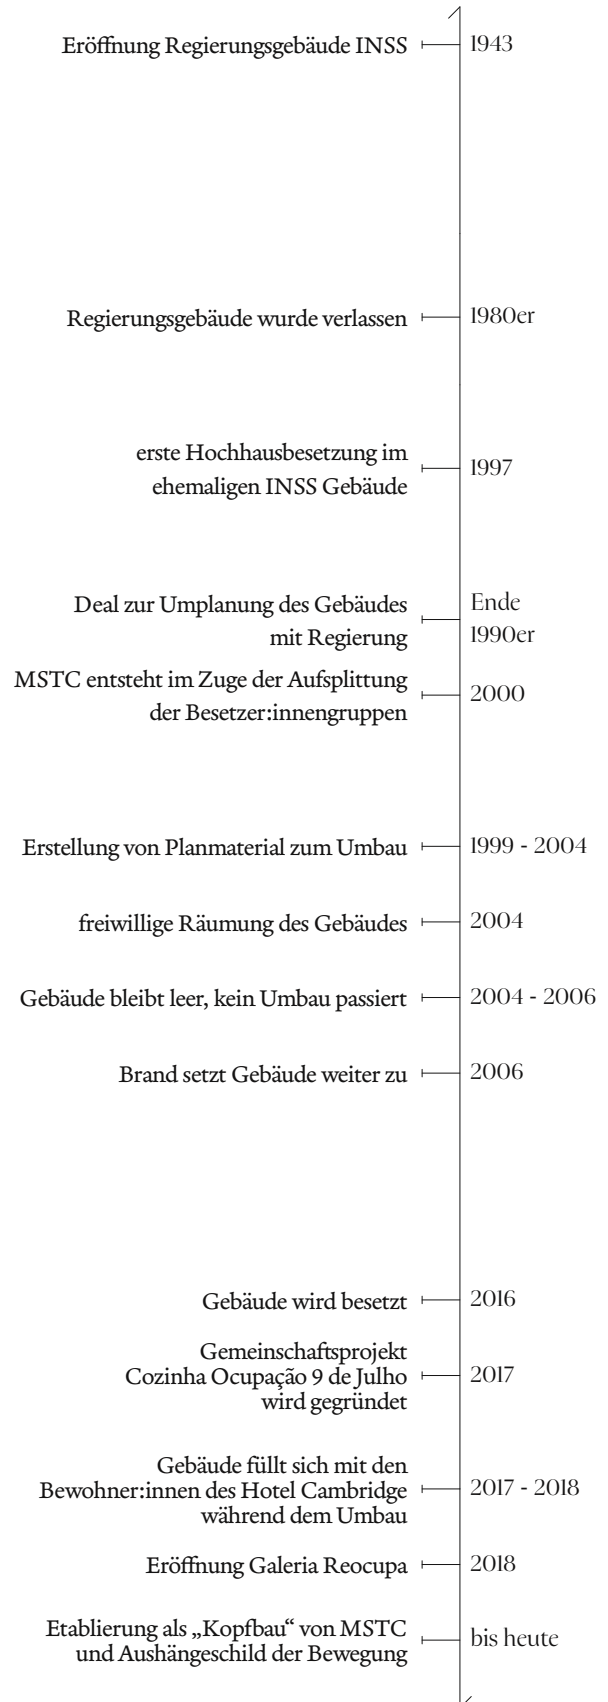 Eröffnung Regierungsgebäude INSS 1943
Regierungsgebäude wurde verlassen 1980er
erste Hochhausbesetzung im
ehemaligen INSS Gebäude
1997
Deal zur Umplanung des Gebäudes
mit Regierung
Ende
1990er
MSTC entsteht im Zuge der Aufsplittung
der Besetzer:innengruppen
2000
Erstellung von Planmaterial zum Umbau 1999 - 2004
freiwillige Räumung des Gebäudes 2004
Gebäude bleibt leer, kein Umbau passiert 2004 - 2006
Brand setzt Gebäude weiter zu 2006
Gebäude wird besetzt 2016
Gemeinschaftsprojekt
Cozinha Ocupação 9 de Julho
wird gegründet
2017
Gebäude füllt sich mit den
Bewohner:innen des Hotel Cambridge
während dem Umbau
2017 - 2018
Eröffnung Galeria Reocupa 2018
Etablierung als „Kopfbau“ von MSTC
und Aushängeschild der Bewegung
bis heute